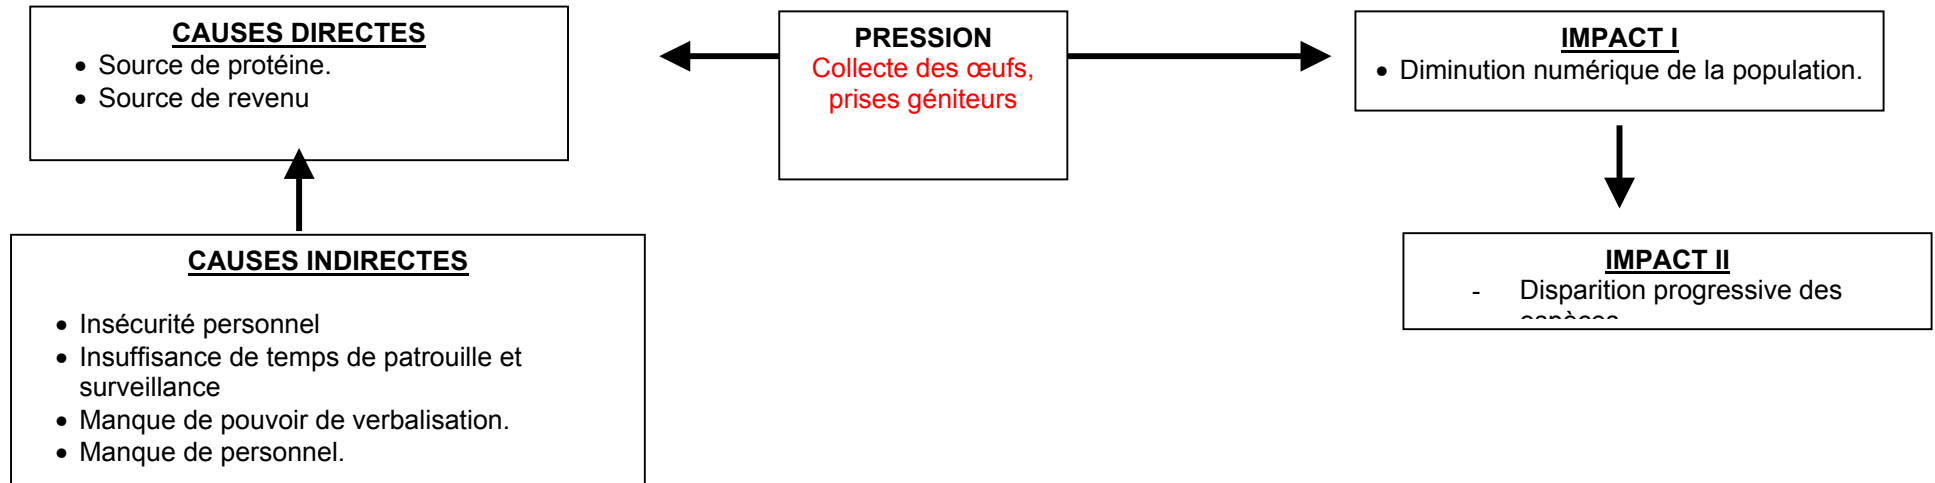 CAUSES DIRECTES
• Source de protéine.
• Source de revenu
PRESSION
Collecte des œufs,
prises géniteurs
IMPACT I
• Diminution numérique de la population.
CAUSES INDIRECTES
• Insécurité personnel
• Insuffisance de temps de patrouille et
surveillance
• Manque de pouvoir de verbalisation.
• Manque de personnel.
IMPACT II
- Disparition progressive des
espèces